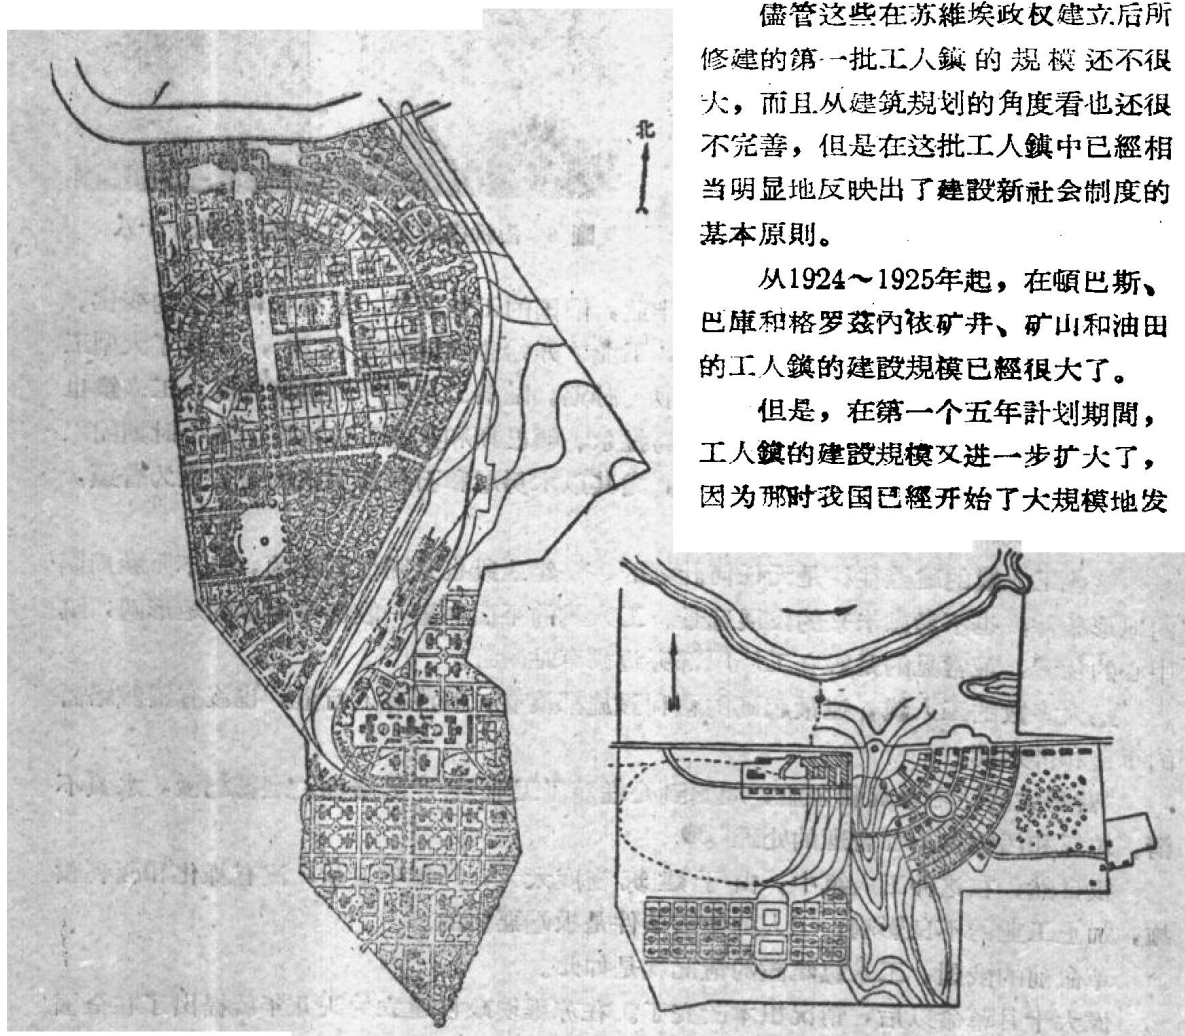 北
儘管这些在苏維埃政权建立后所
修建的第一批工人鎮的規模还不很
大，而且从建筑規划的角度看也还很
不完善，但是在这批工人鎮中已經相
当明显地反映出了建設新社会制度的
基本原則。
从1924～1925年起，在頓巴斯、
巴庫和格罗茲內依矿井、矿山和油田
的工人鎮的建設規模已經很大了。
但是，在第一个五年計划期間，
工人鎮的建設規模又进一步扩大了，
因为那时我国已經开始了大規模地发